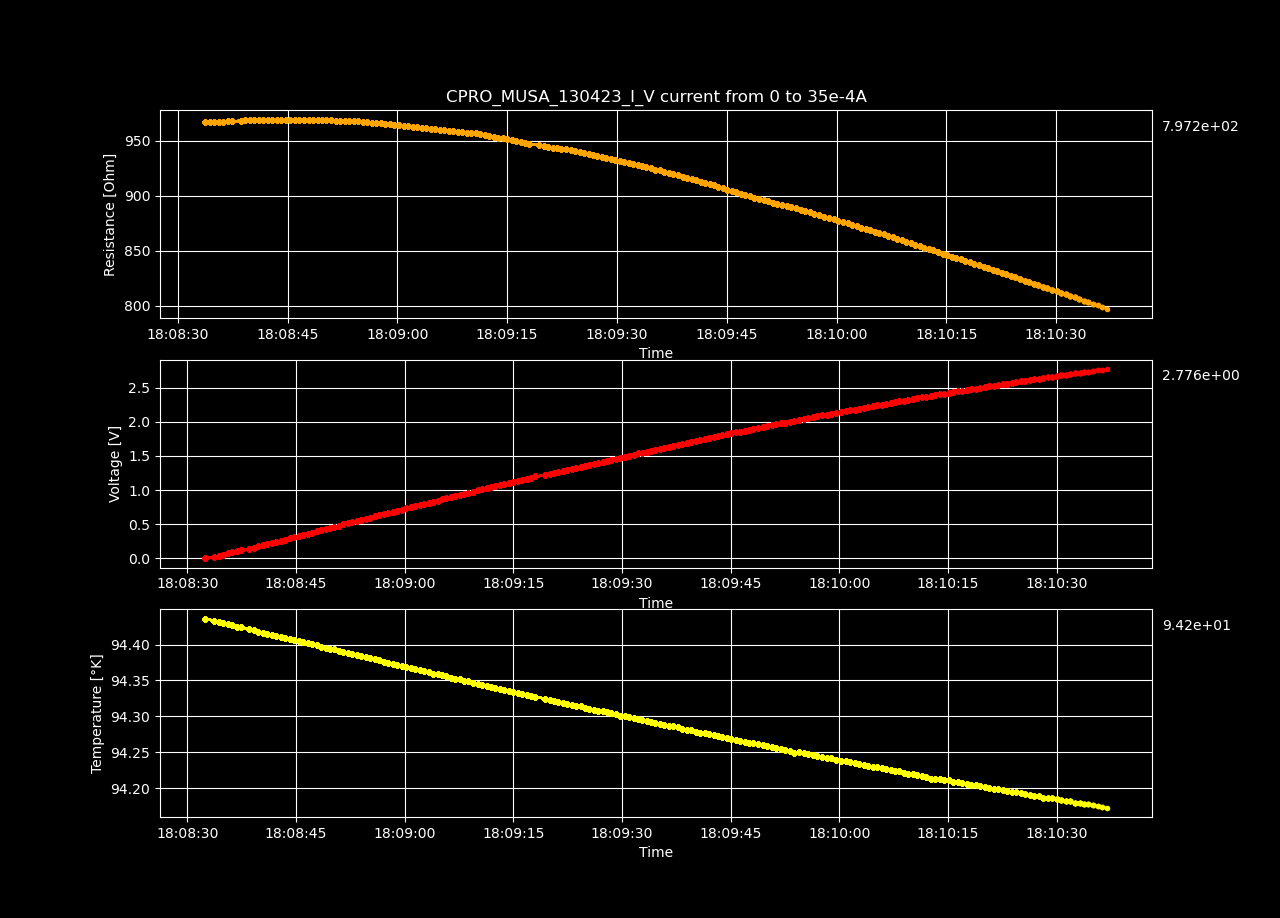 CPRO_MUSA_130423_I_V current from 0 to 35e-4A
7.972e+02
Resistance [Ohm]
950
900
850
800
18:08:30 18:08:45 18:09:00 18:09:15 18:09:30 18:09:45 18:10:00 18:10:15 18:10:30
Time
2.776e+00
Voltage [V]
2.5
2.0
1.5
1.0
0.5
0.0
18:08:30 18:08:45 18:09:00 18:09:15 18:09:30 18:09:45 18:10:00 18:10:15 18:10:30
Time
9.42e+01
Temperature [°K]
94.40
94.35
94.30
94.25
94.20
18:08:30 18:08:45 18:09:00 18:09:15 18:09:30 18:09:45 18:10:00 18:10:15 18:10:30
Time